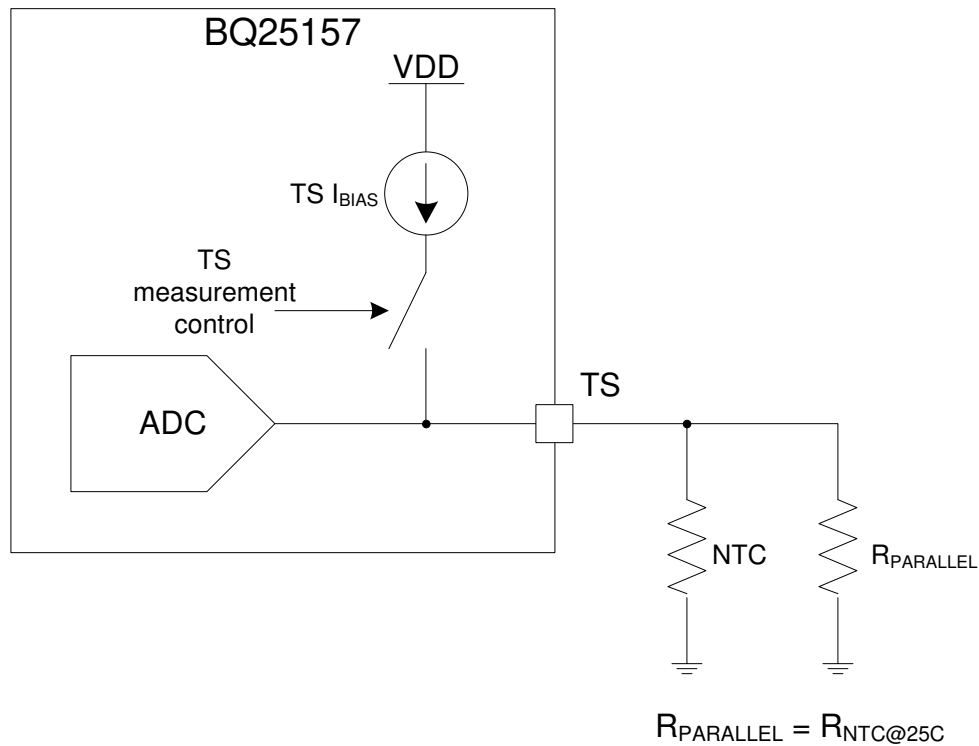 BQ25157
VDD
TS IBIAS
TS
measurement
control
ADC
TS
NTC
RPARALLEL
RPARALLEL = RNTC@25C